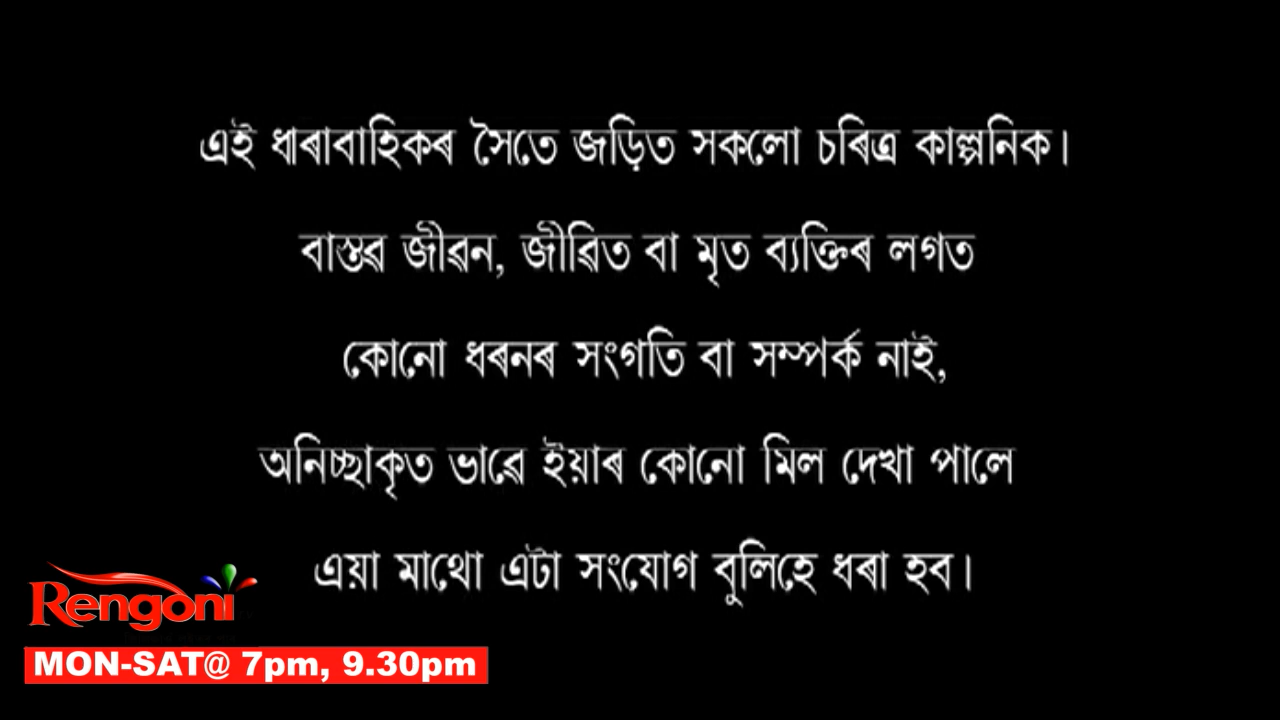 এই ধাৰাবাহিকৰ সৈতে জড়িত সকলো চৰিত্ৰ কাল্পনিক।
বাস্তৱ জীৱন, জীৱিত বা মৃত ব্যক্তিৰ লগত
কোনো ধৰনৰ সংগতি বা সম্পৰ্ক নাই,
অনিচ্ছাকৃত ভাৱে ইয়াৰ কোনো মিল দেখা পালে
এয়া মাথো এটা সংযোগ বুলিহে ধৰা হব।
Rengoni
MON-SAT@ 7pm, 9.30pm